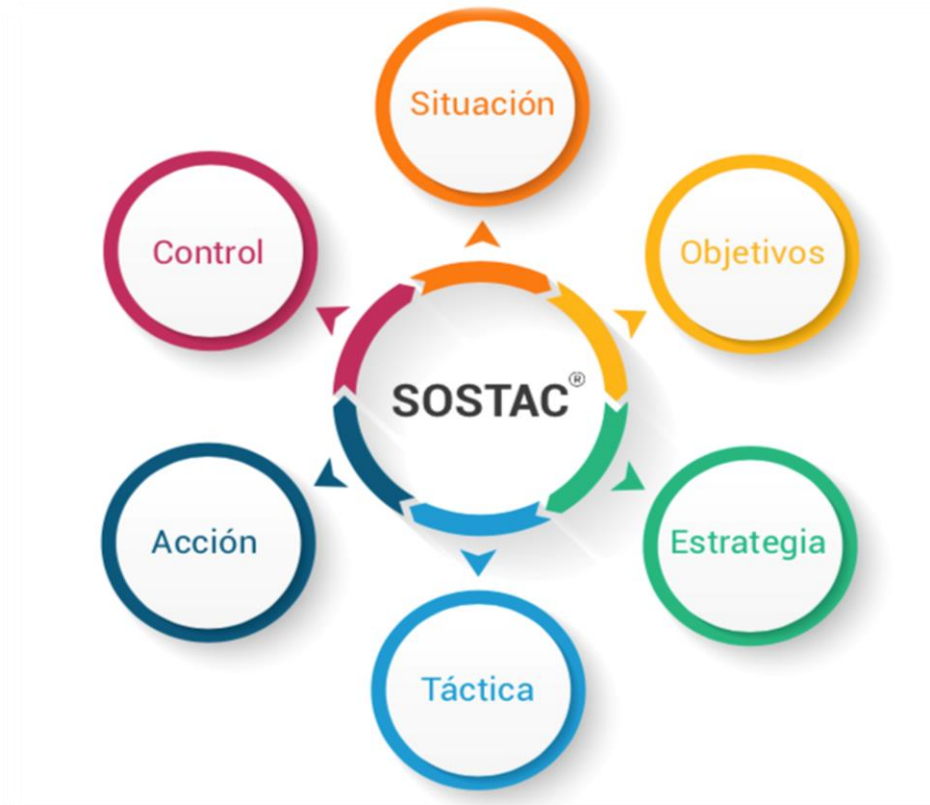 Situación
Objetivos
Estrategia
Táctica
Acción
Control
SOSTAC®